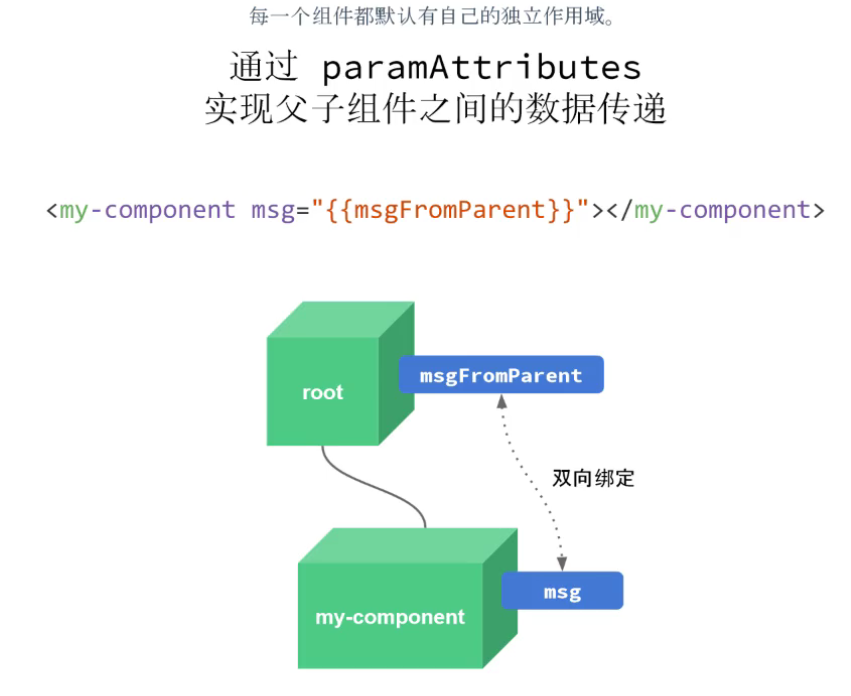 每一个组件都默认有自己的独立作用域。
通过 paramAttributes
实现父子组件之间的数据传递
<my-component msg="{{msgFromParent}}"></my-component>
root
msgFromParent
双向绑定
msg
my-component